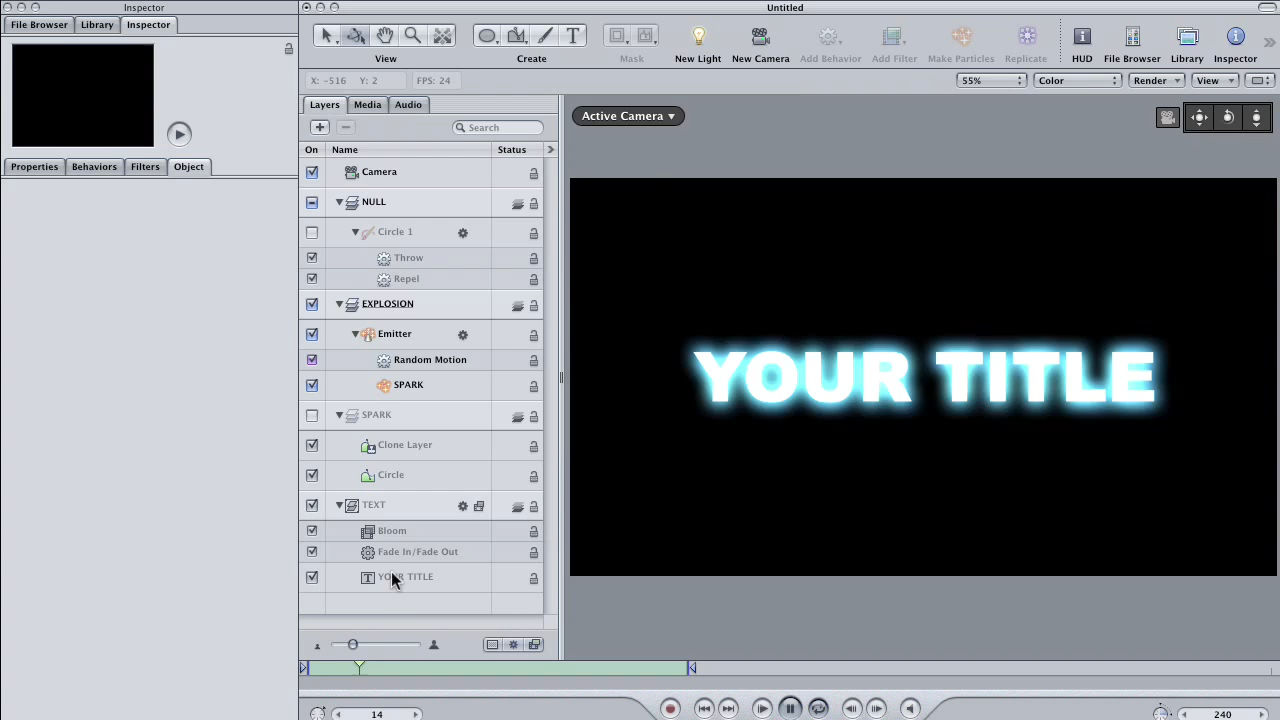 Inspector
Untitled
File Browser
Library
Inspector
View
Create
Mask
New Light
New Camera
Add Behavior
Add Filter
Make Particles
Replicate
HUD
File Browser
Library
Inspector
X: -516 Y: 2
FPS: 24
55%
Color
Render
View
Layers
Media
Audio
Search
Active Camera
On
Name
Status
Properties
Behaviors
Filters
Object
Camera
NULL
Circle 1
Throw
Repel
EXPLOSION
Emitter
Random Motion
SPARK
SPARK
Clone Layer
Circle
TEXT
Bloom
Fade In/Fade Out
YOUR TITLE
YOUR TITLE
14
240